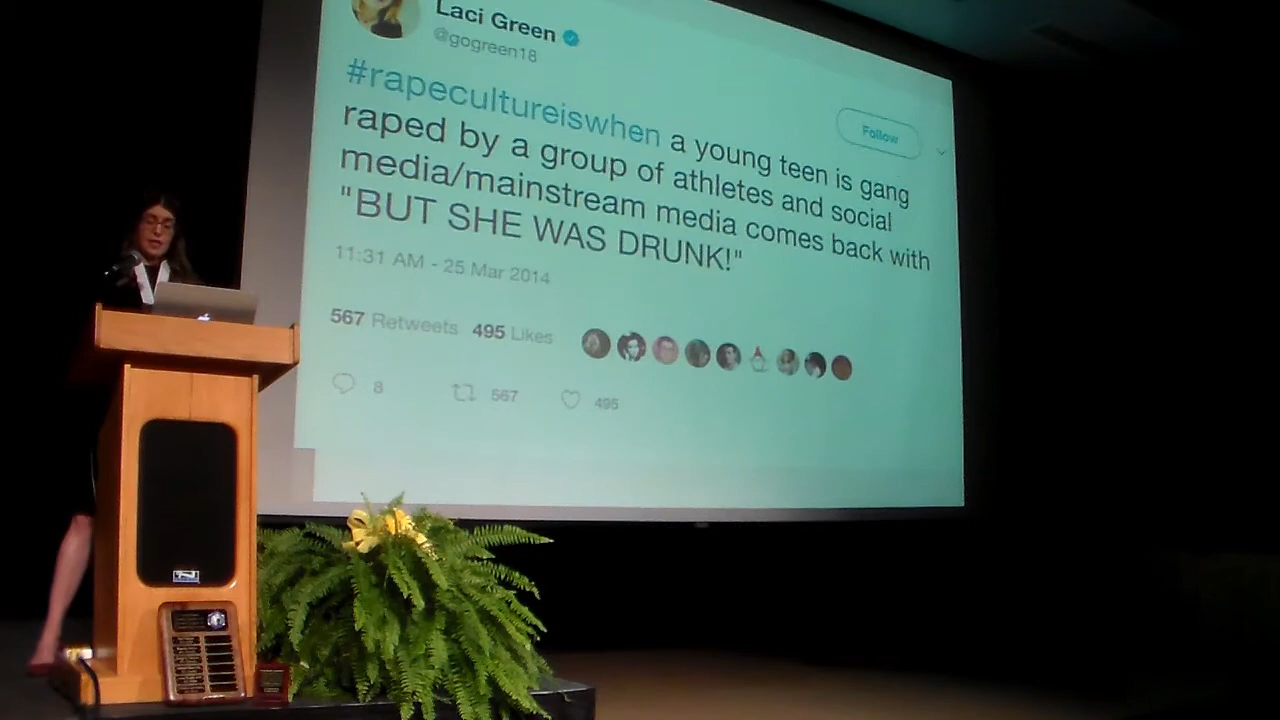 Laci Green
@gogreen18
Follow
#rapecultureiswhen a young teen is gang
raped by a group of athletes and social
media/mainstream media comes back with
"BUT SHE WAS DRUNK!"
11:31 AM - 25 Mar 2014
567 Retweets 495 Likes
8 567 495